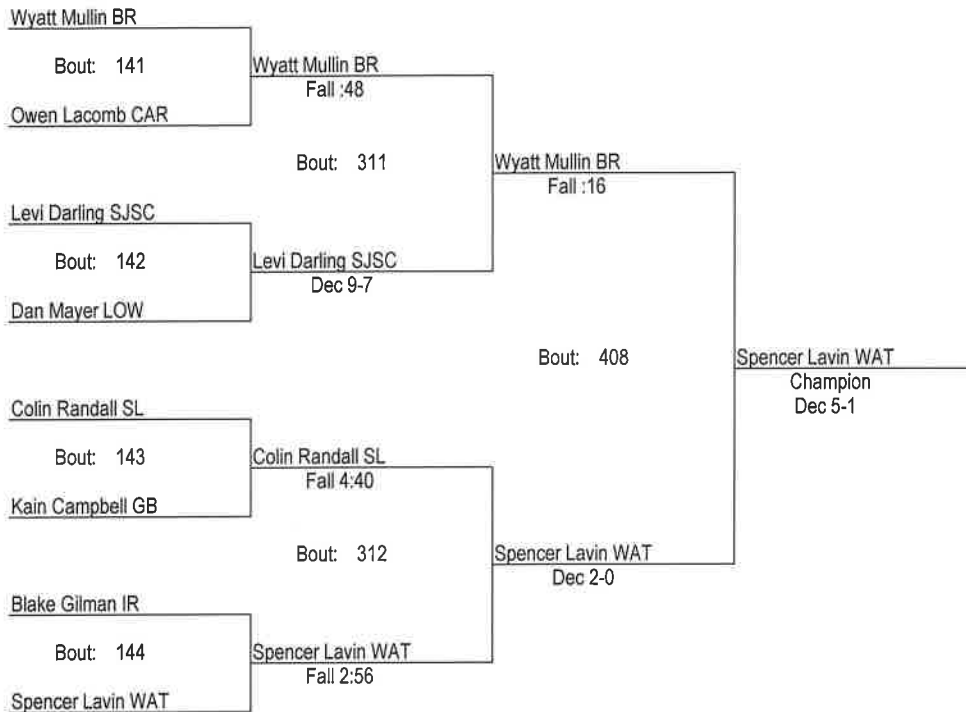 Wyatt Mullin BR
Bout: 141
Owen Lacomb CAR
Wyatt Mullin BR
Fall :48
Bout: 311
Levi Darling SJSC
Bout: 142
Dan Mayer LOW
Levi Darling SJSC
Dec 9-7
Wyatt Mullin BR
Fall :16
Bout: 408
Colin Randall SL
Bout: 143
Kain Campbell GB
Colin Randall SL
Fall 4:40
Bout: 312
Blake Gilman IR
Bout: 144
Spencer Lavin WAT
Spencer Lavin WAT
Fall 2:56
Spencer Lavin WAT
Dec 2-0
Spencer Lavin WAT
Champion
Dec 5-1